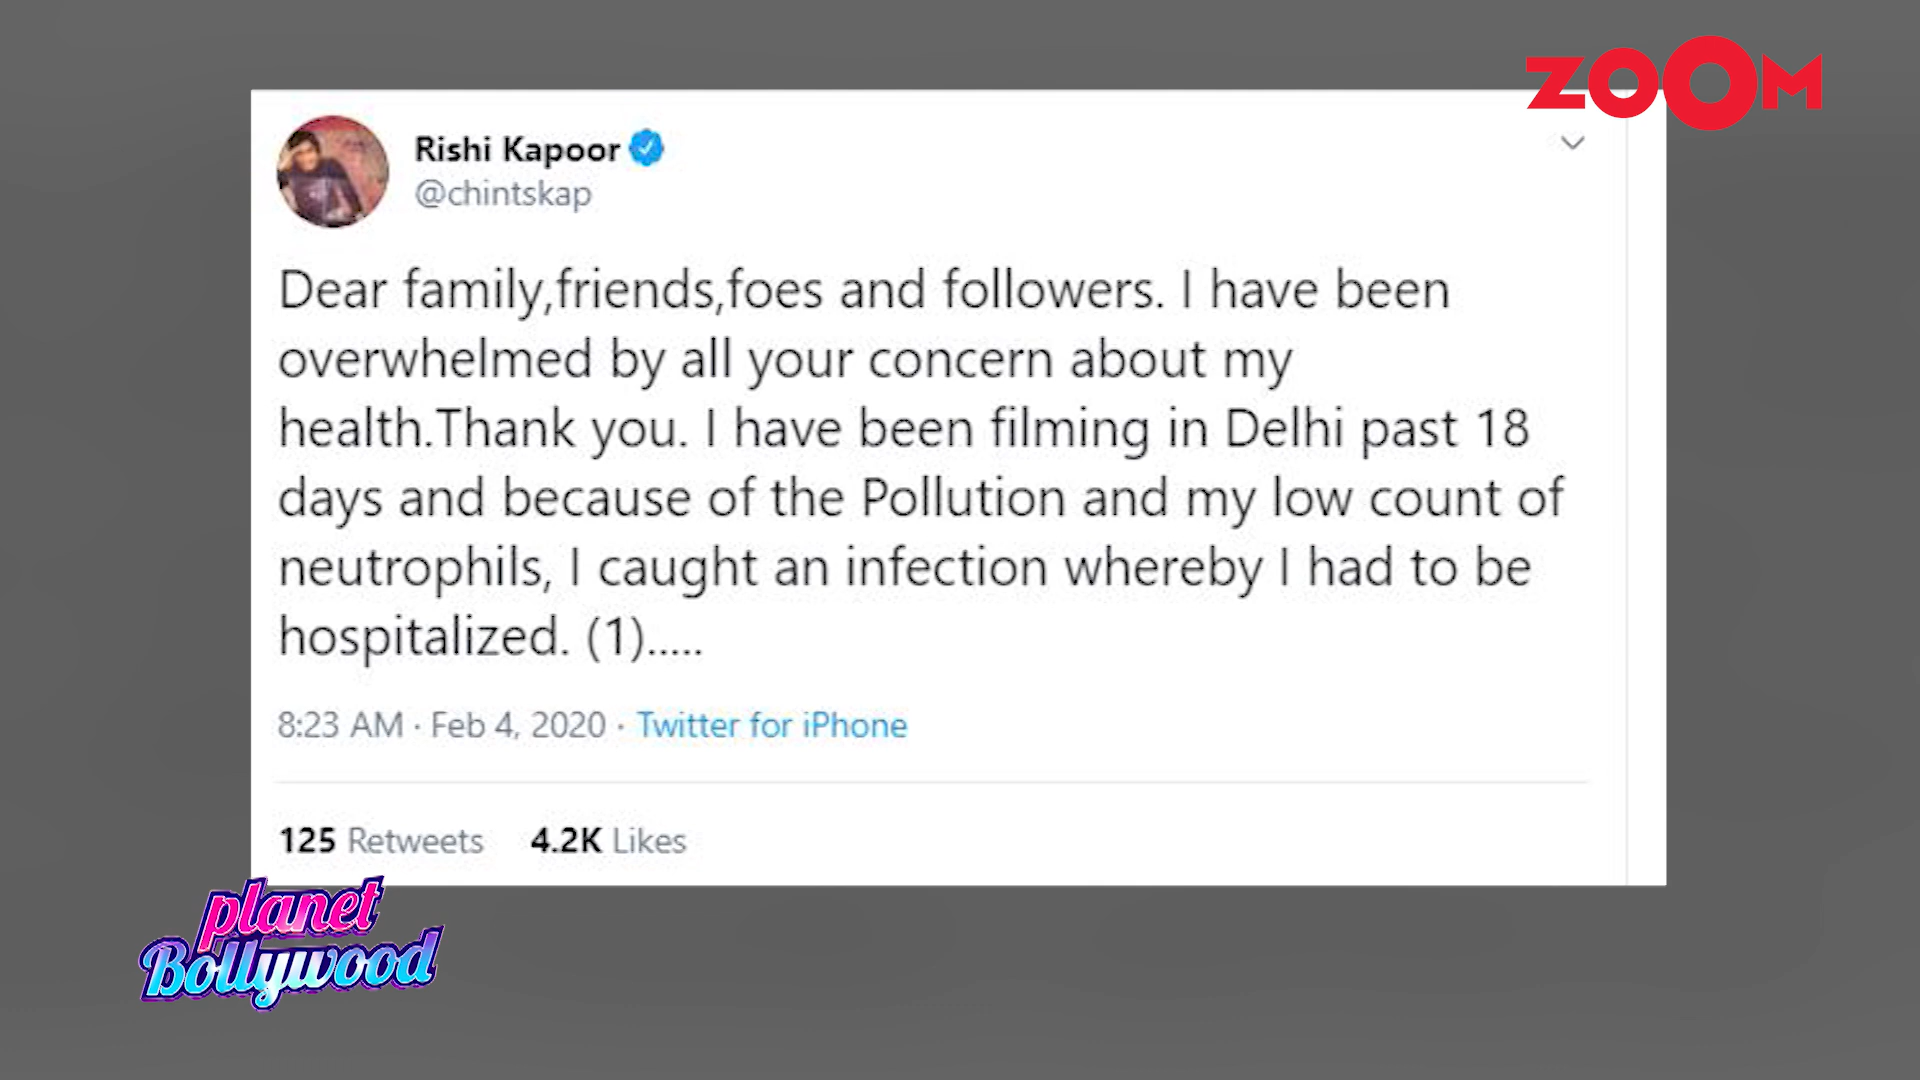 ZOOM
Rishi Kapoor
@chintskap
Dear family,friends,foes and followers. I have been
overwhelmed by all your concern about my
health.Thank you. I have been filming in Delhi past 18
days and because of the Pollution and my low count of
neutrophils, I caught an infection whereby I had to be
hospitalized. (1).....
8:23 AM · Feb 4, 2020 · Twitter for iPhone
125 Retweets 4.2K Likes
planet
Bollywood